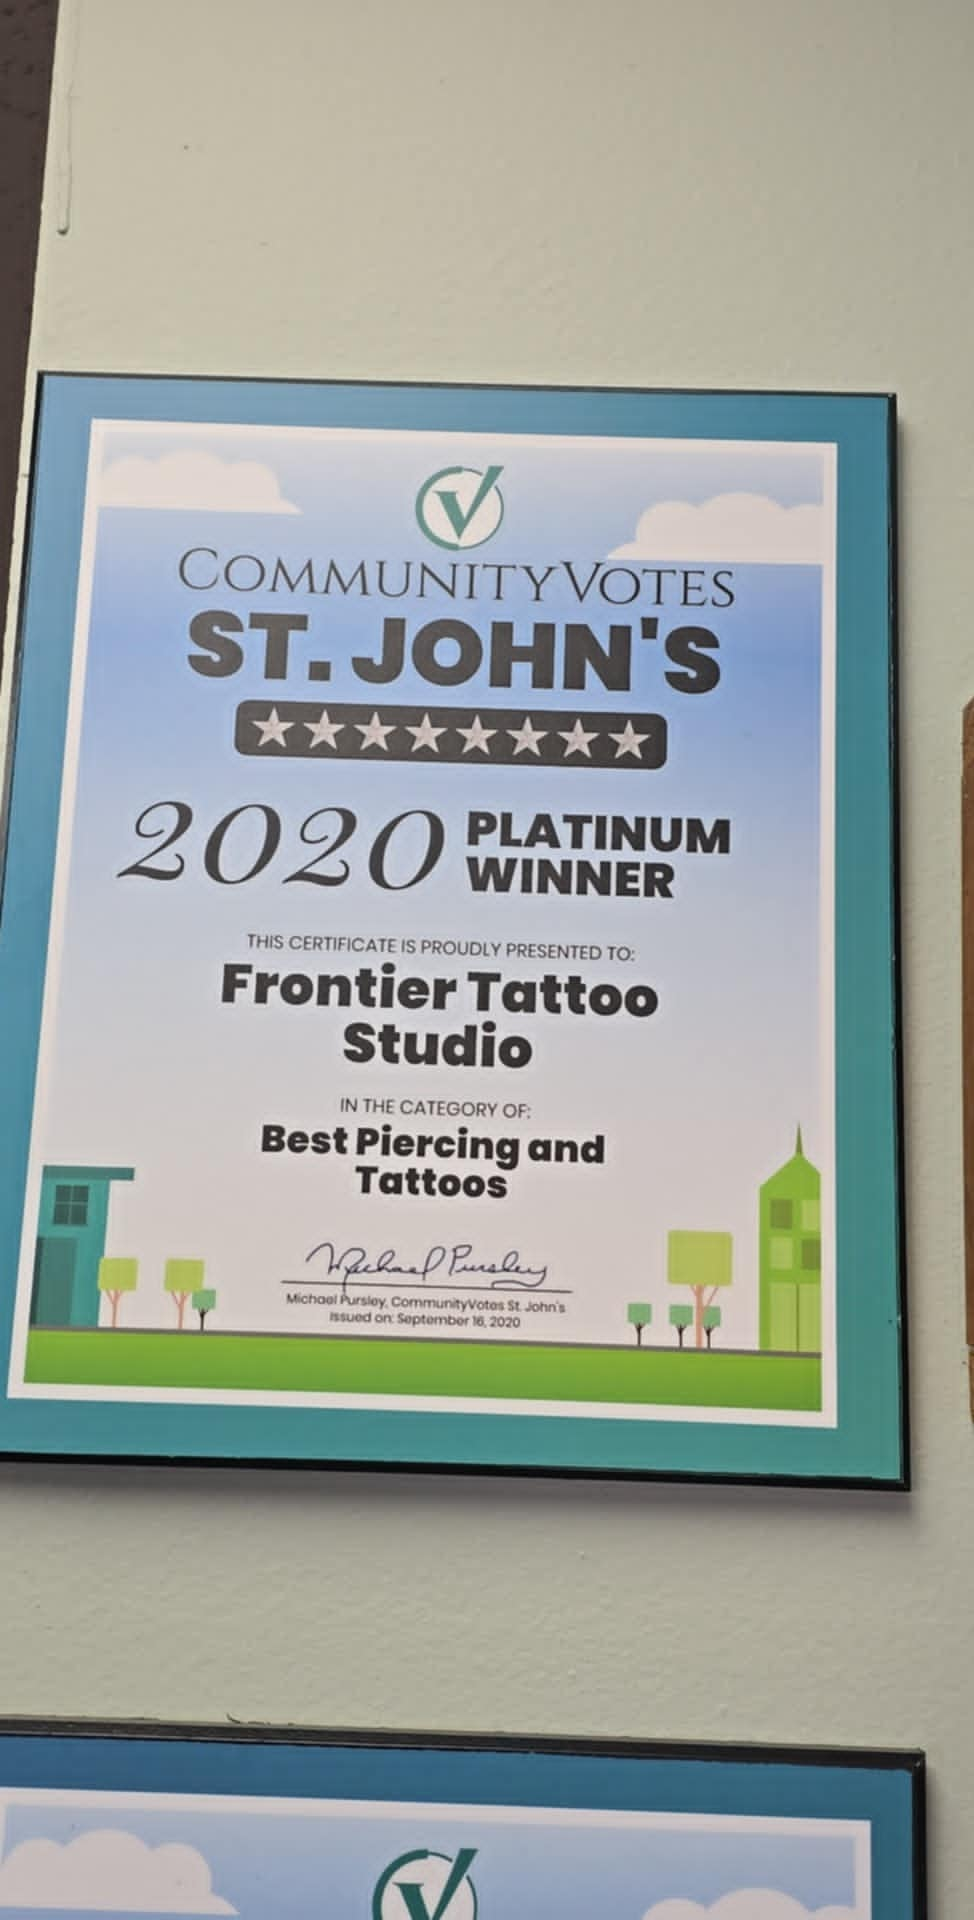 COMMUNITYVOTES
ST. JOHN'S
2020 PLATINUM
WINNER
THIS CERTIFICATE IS PROUDLY PRESENTED TO:
Frontier Tattoo
Studio
IN THE CATEGORY OF:
Best Piercing and
Tattoos
Michael Pursley
Michael Pursley, CommunityVotes St. John's
Issued on: September 16, 2020